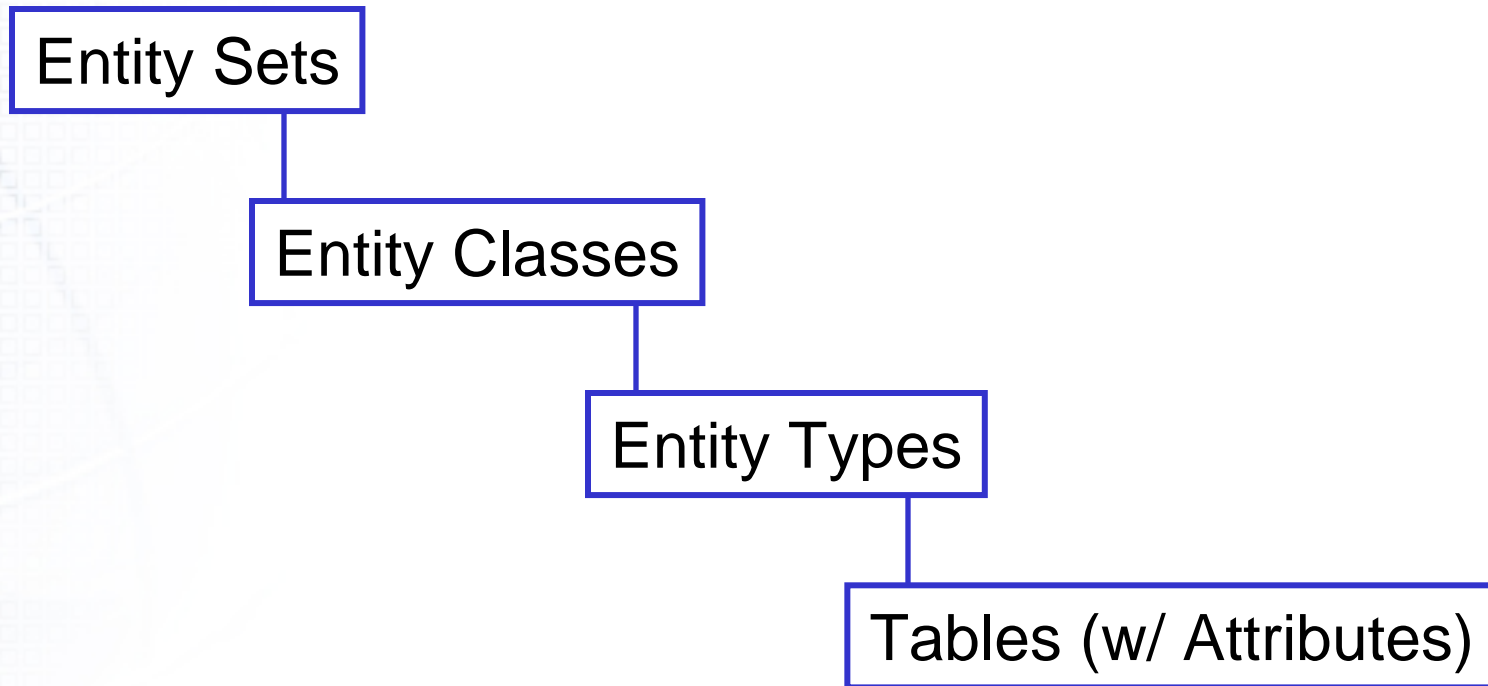 Entity Sets
Entity Classes
Entity Types
Tables (w/ Attributes)